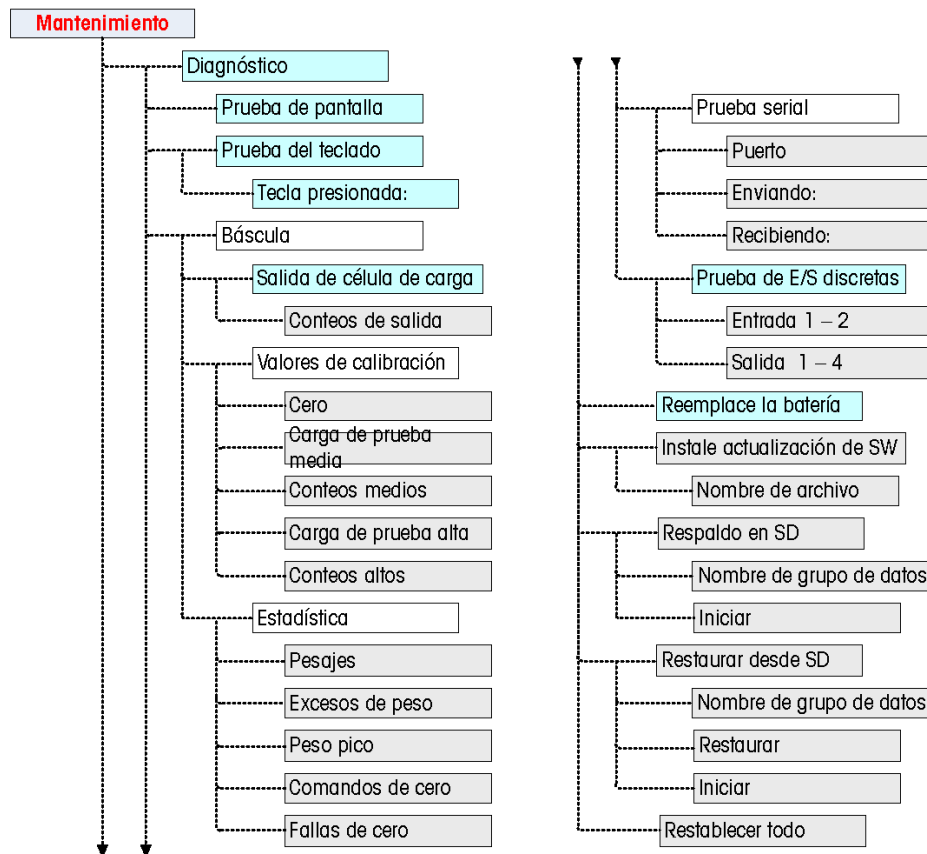 Mantenimiento
Diagnóstico
Prueba de pantalla
Prueba del teclado
Tecla presionada:
Báscula
Salida de célula de carga
Conteos de salida
Valores de calibración
Cero
Carga de prueba
media
Conteos medios
Carga de prueba alta
Conteos altos
Estadística
Pesajes
Excesos de peso
Peso pico
Comandos de cero
Fallas de cero
Prueba serial
Puerto
Enviando:
Recibiendo:
Prueba de E/S discretas
Entrada 1 – 2
Salida 1 – 4
Reemplace la batería
Instale actualización de SW
Nombre de archivo
Respaldo en SD
Nombre de grupo de datos
Iniciar
Restaurar desde SD
Nombre de grupo de datos
Restaurar
Iniciar
Restablecer todo